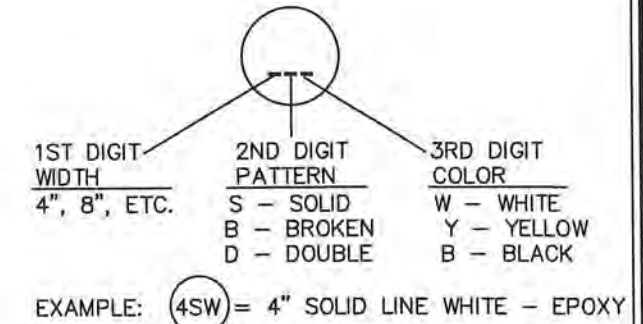 1ST DIGIT 2ND DIGIT 3RD DIGIT
WIDTH PATTERN COLOR
4", 8", ETC. S – SOLID W – WHITE
B – BROKEN Y – YELLOW
D – DOUBLE B – BLACK
EXAMPLE: 4SW = 4" SOLID LINE WHITE – EPOXY